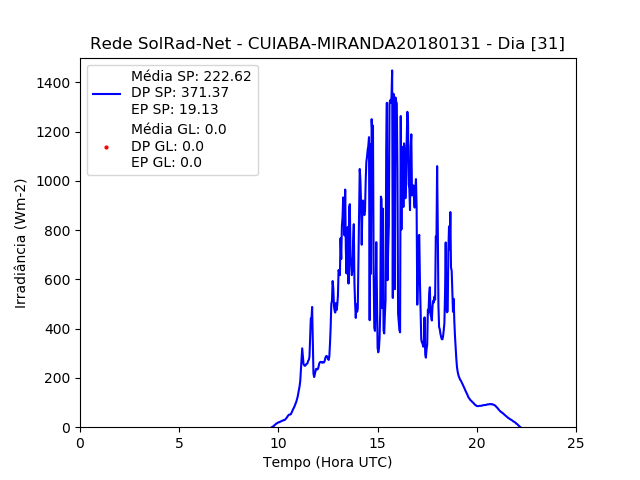 Rede SolRad-Net - CUIABA-MIRANDA20180131 - Dia [31]
Média SP: 222.62
DP SP: 371.37
EP SP: 19.13
Média GL: 0.0
DP GL: 0.0
EP GL: 0.0
Irradiância (Wm-2)
1400
1200
1000
800
600
400
200
0
0 5 10 15 20 25
Tempo (Hora UTC)